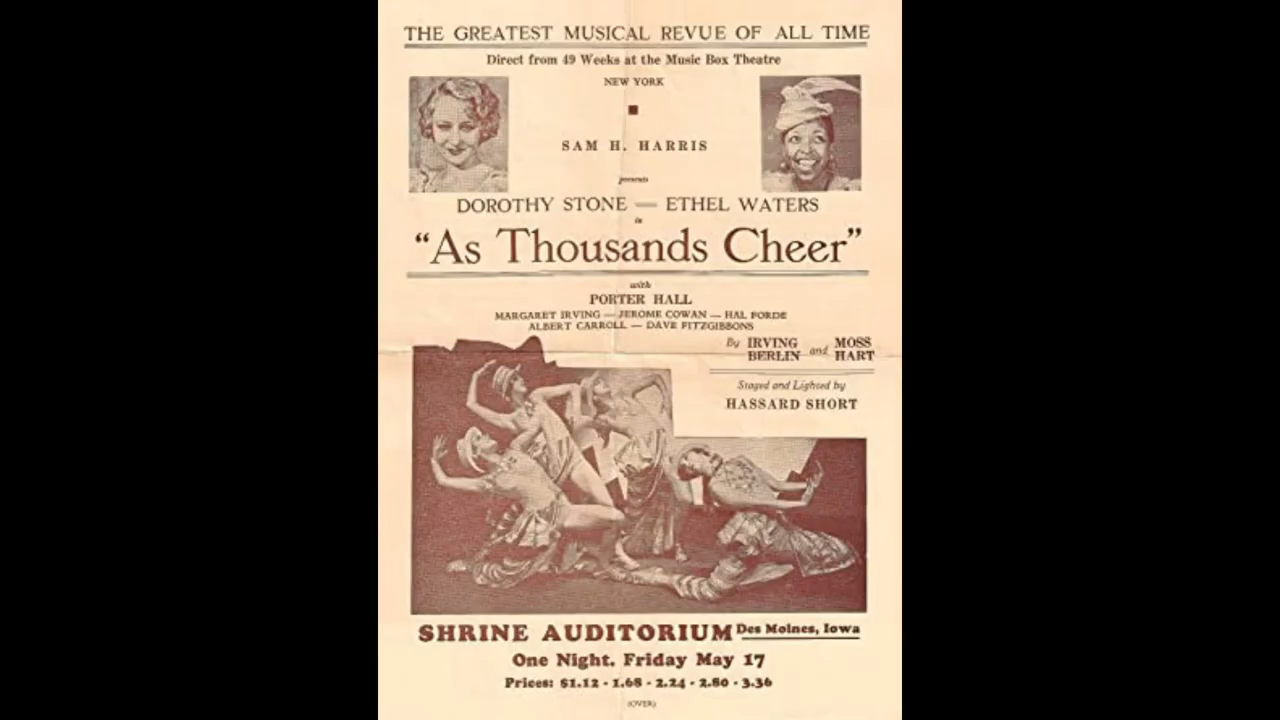 THE GREATEST MUSICAL REVUE OF ALL TIME
Direct from 49 Weeks at the Music Box Theatre
NEW YORK
SAM H. HARRIS
presents
DOROTHY STONE — ETHEL WATERS
in
“As Thousands Cheer”
with
PORTER HALL
MARGARET IRVING — JEROME COWAN — HAL FORDE
ALBERT CARROLL — DAVE FITZGIBBONS
By IRVING BERLIN and MOSS HART
Staged and Lighted by
HASSARD SHORT
SHRINE AUDITORIUM Des Moines, Iowa
One Night. Friday May 17
Prices: $1.12 - 1.68 - 2.24 - 2.80 - 3.36
(OVER)